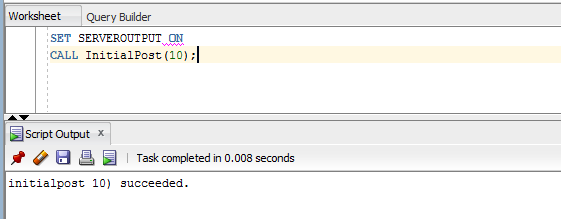 Worksheet Query Builder
SET SERVEROUTPUT ON
CALL InitialPost(10);
Script Output x
Task completed in 0.008 seconds
initialpost 10) succeeded.